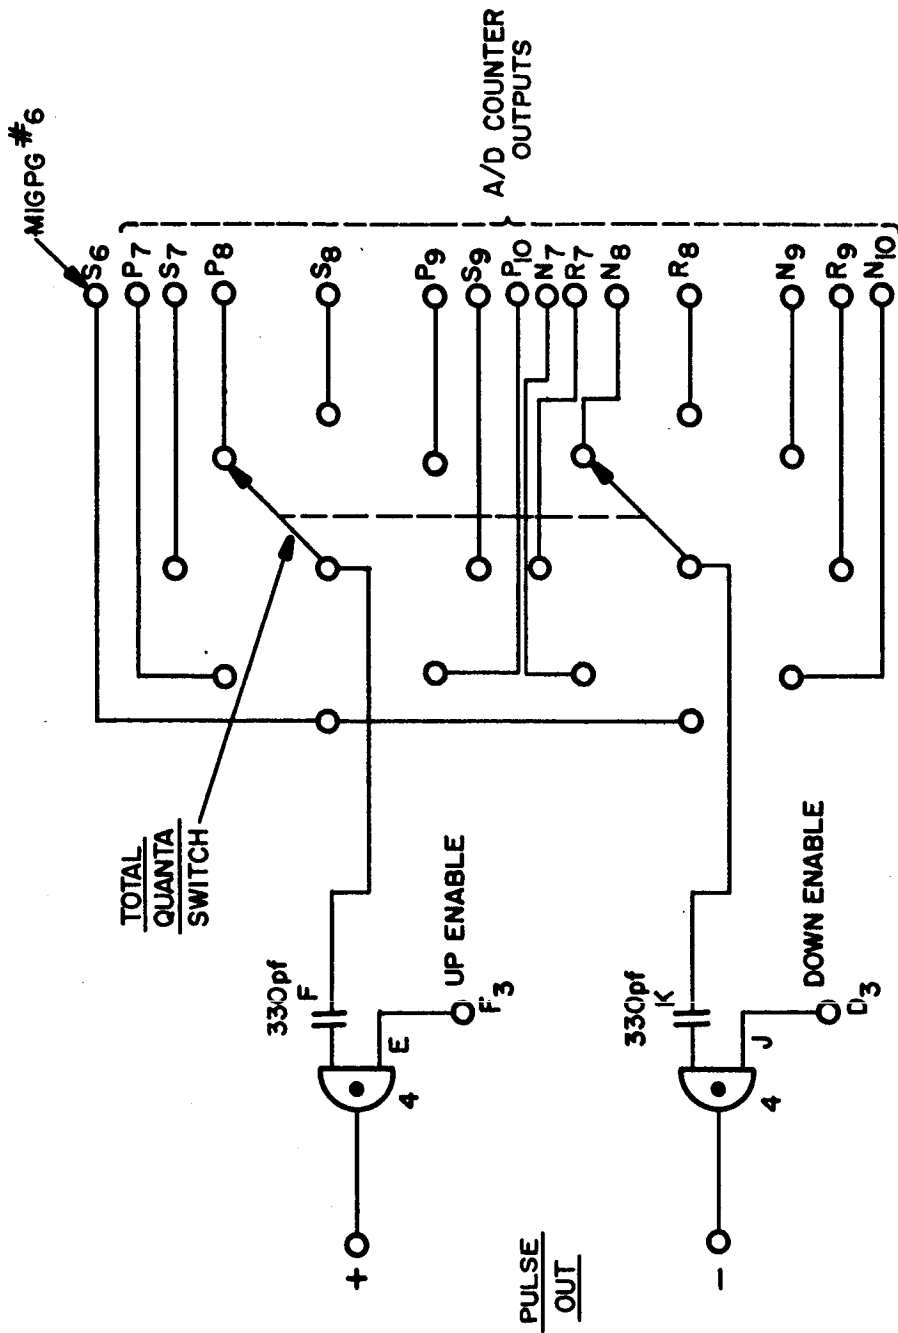 MIGPG #6
S6
P7
S7
P8
S8
P9
S9
P10
N7
R7
N8
R8
N9
R9
N10
A/D COUNTER
OUTPUTS
TOTAL
QUANTA
SWITCH
330pf
F
E
4
UP ENABLE
+
330pf
K
J
4
DOWN ENABLE
D3
-
PULSE
OUT